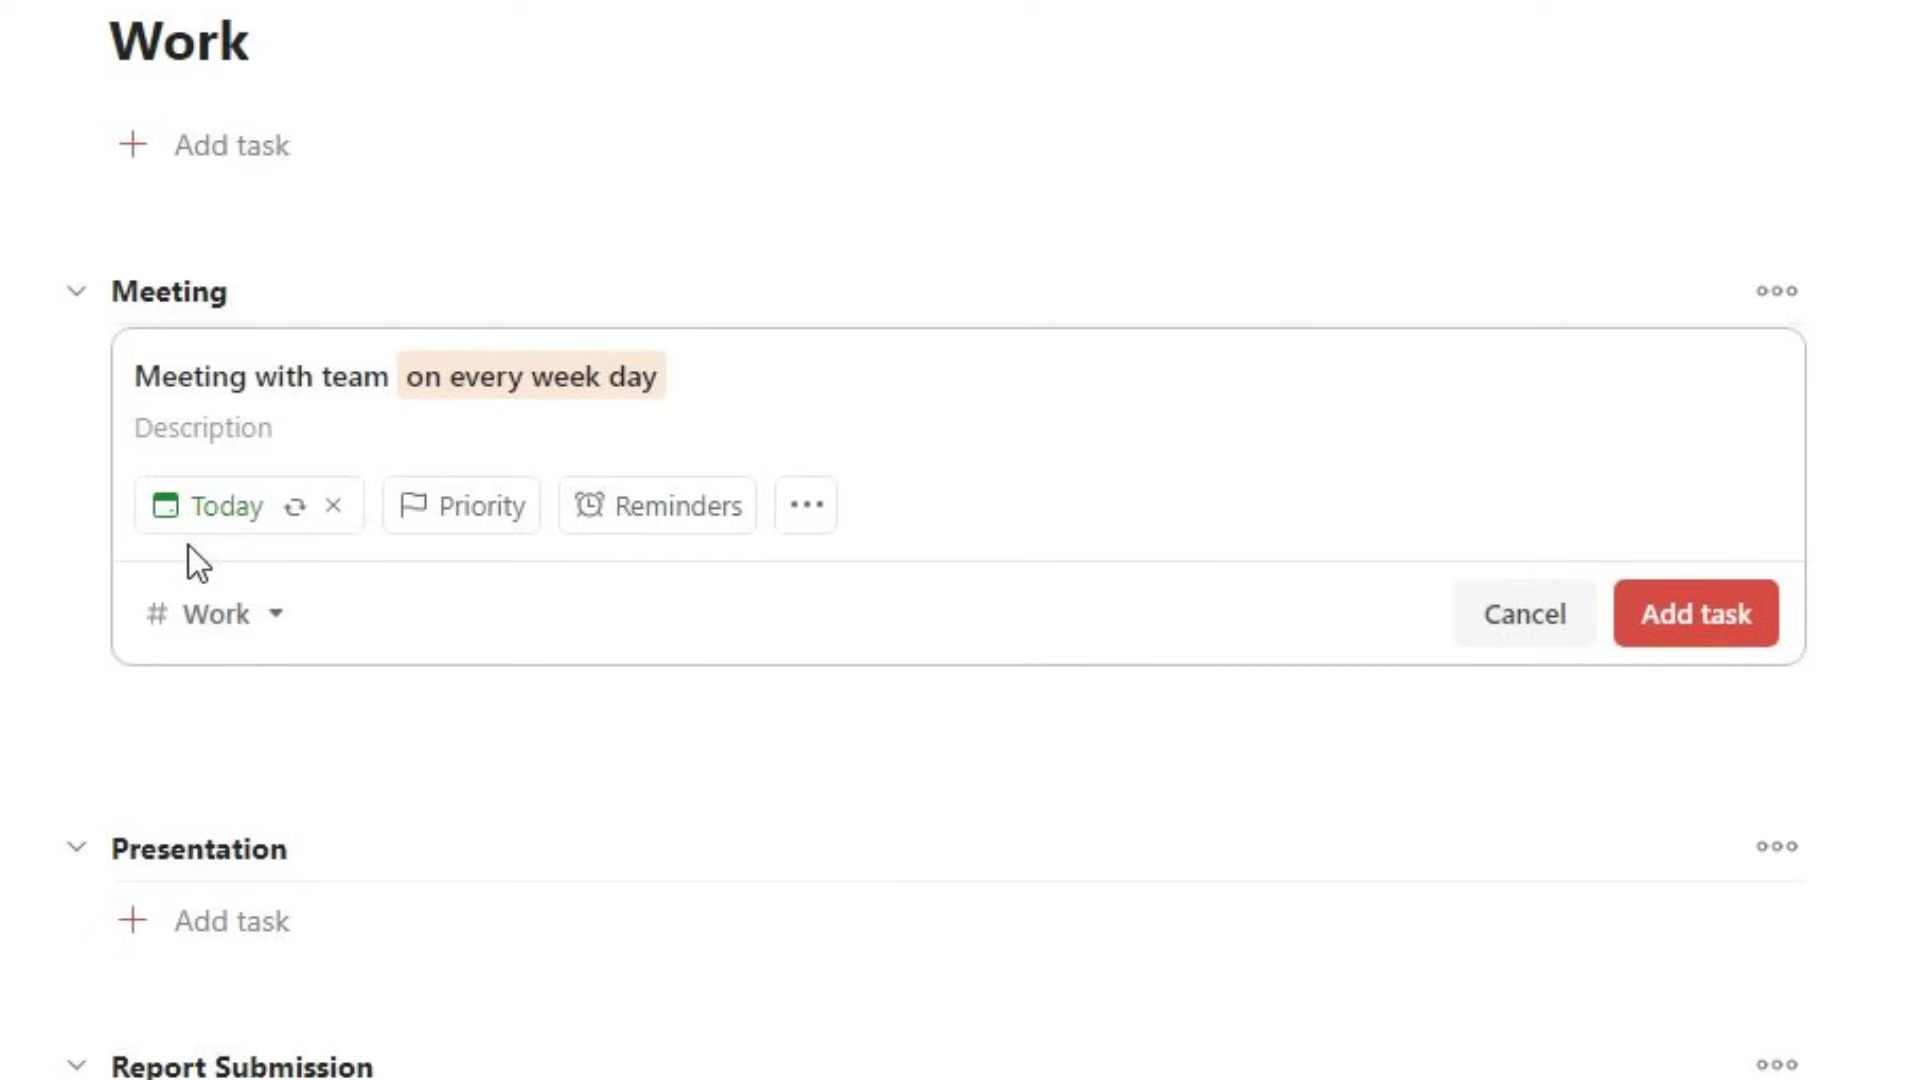 Work
Add task
Meeting
Meeting with team on every week day
Description
Today Priority Reminders
# Work
Cancel Add task
Presentation
Add task
Report Submission